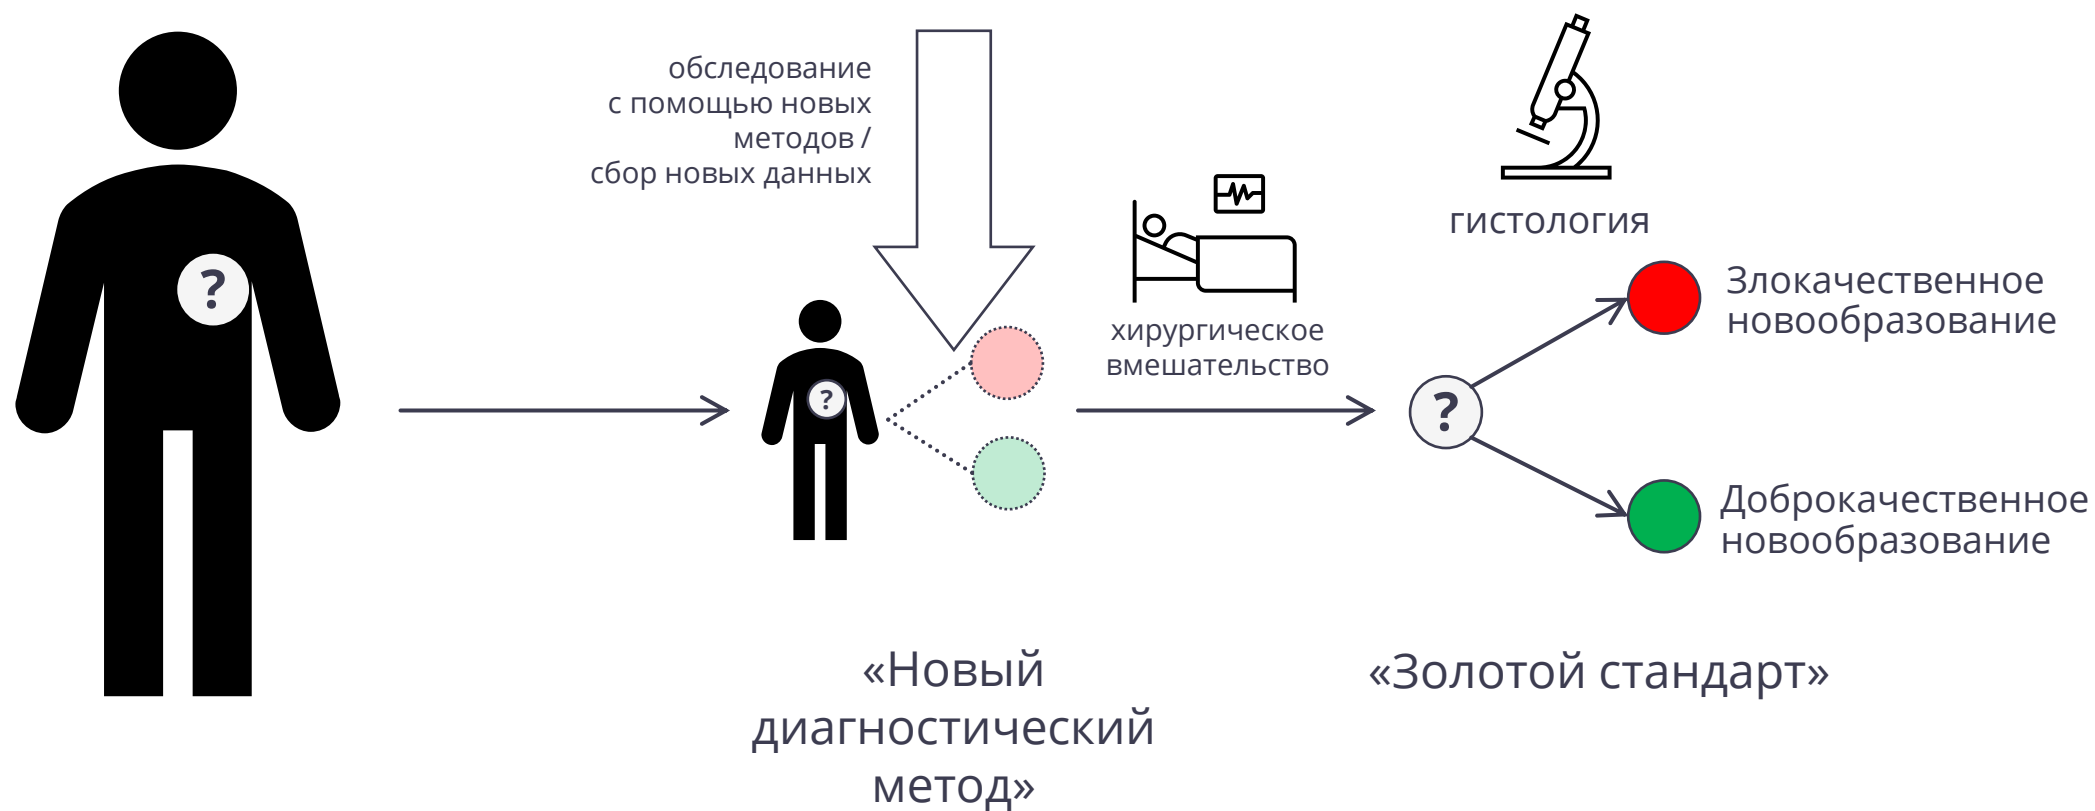 обследование
с помощью новых
методов /
сбор новых данных
?
?
хирургическое
вмешательство
гистология
?
Злокачественное
новообразование
Доброкачественное
новообразование
«Новый
диагностический
метод»
«Золотой стандарт»